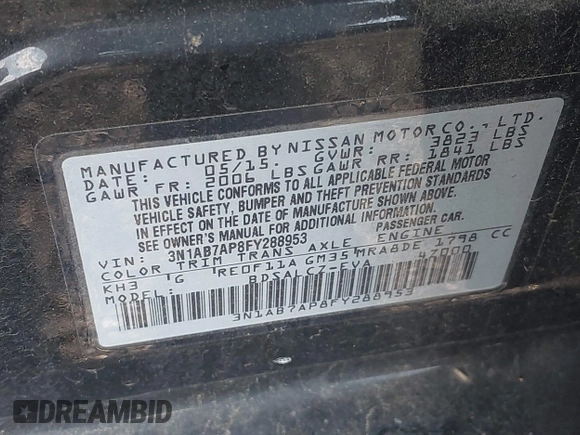 MANUFACTURED BY NISSAN MOTOR CO., LTD.
DATE: 05/15. GVWR: 3853 LBS
GAWR FR: 2006 LBS GAWR RR: 1841 LBS
THIS VEHICLE CONFORMS TO ALL APPLICABLE FEDERAL MOTOR
VEHICLE SAFETY, BUMPER AND THEFT PREVENTION STANDARDS
IN EFFECT ON THE DATE OF MANUFACTURE SHOWN ABOVE.
SEE OWNER'S MANUAL FOR ADDITIONAL INFORMATION.
VIN: 3N1AB7AP8FY288953 PASSENGER CAR.
COLOR TRIM TRANS AXLE ENGINE
KH3 'G RE0F11A GM35 MRA8DE 1798 CC
MODEL: BDSALCZ-EVA 47000
3N1AB7AP8FY288953
DREAMBID